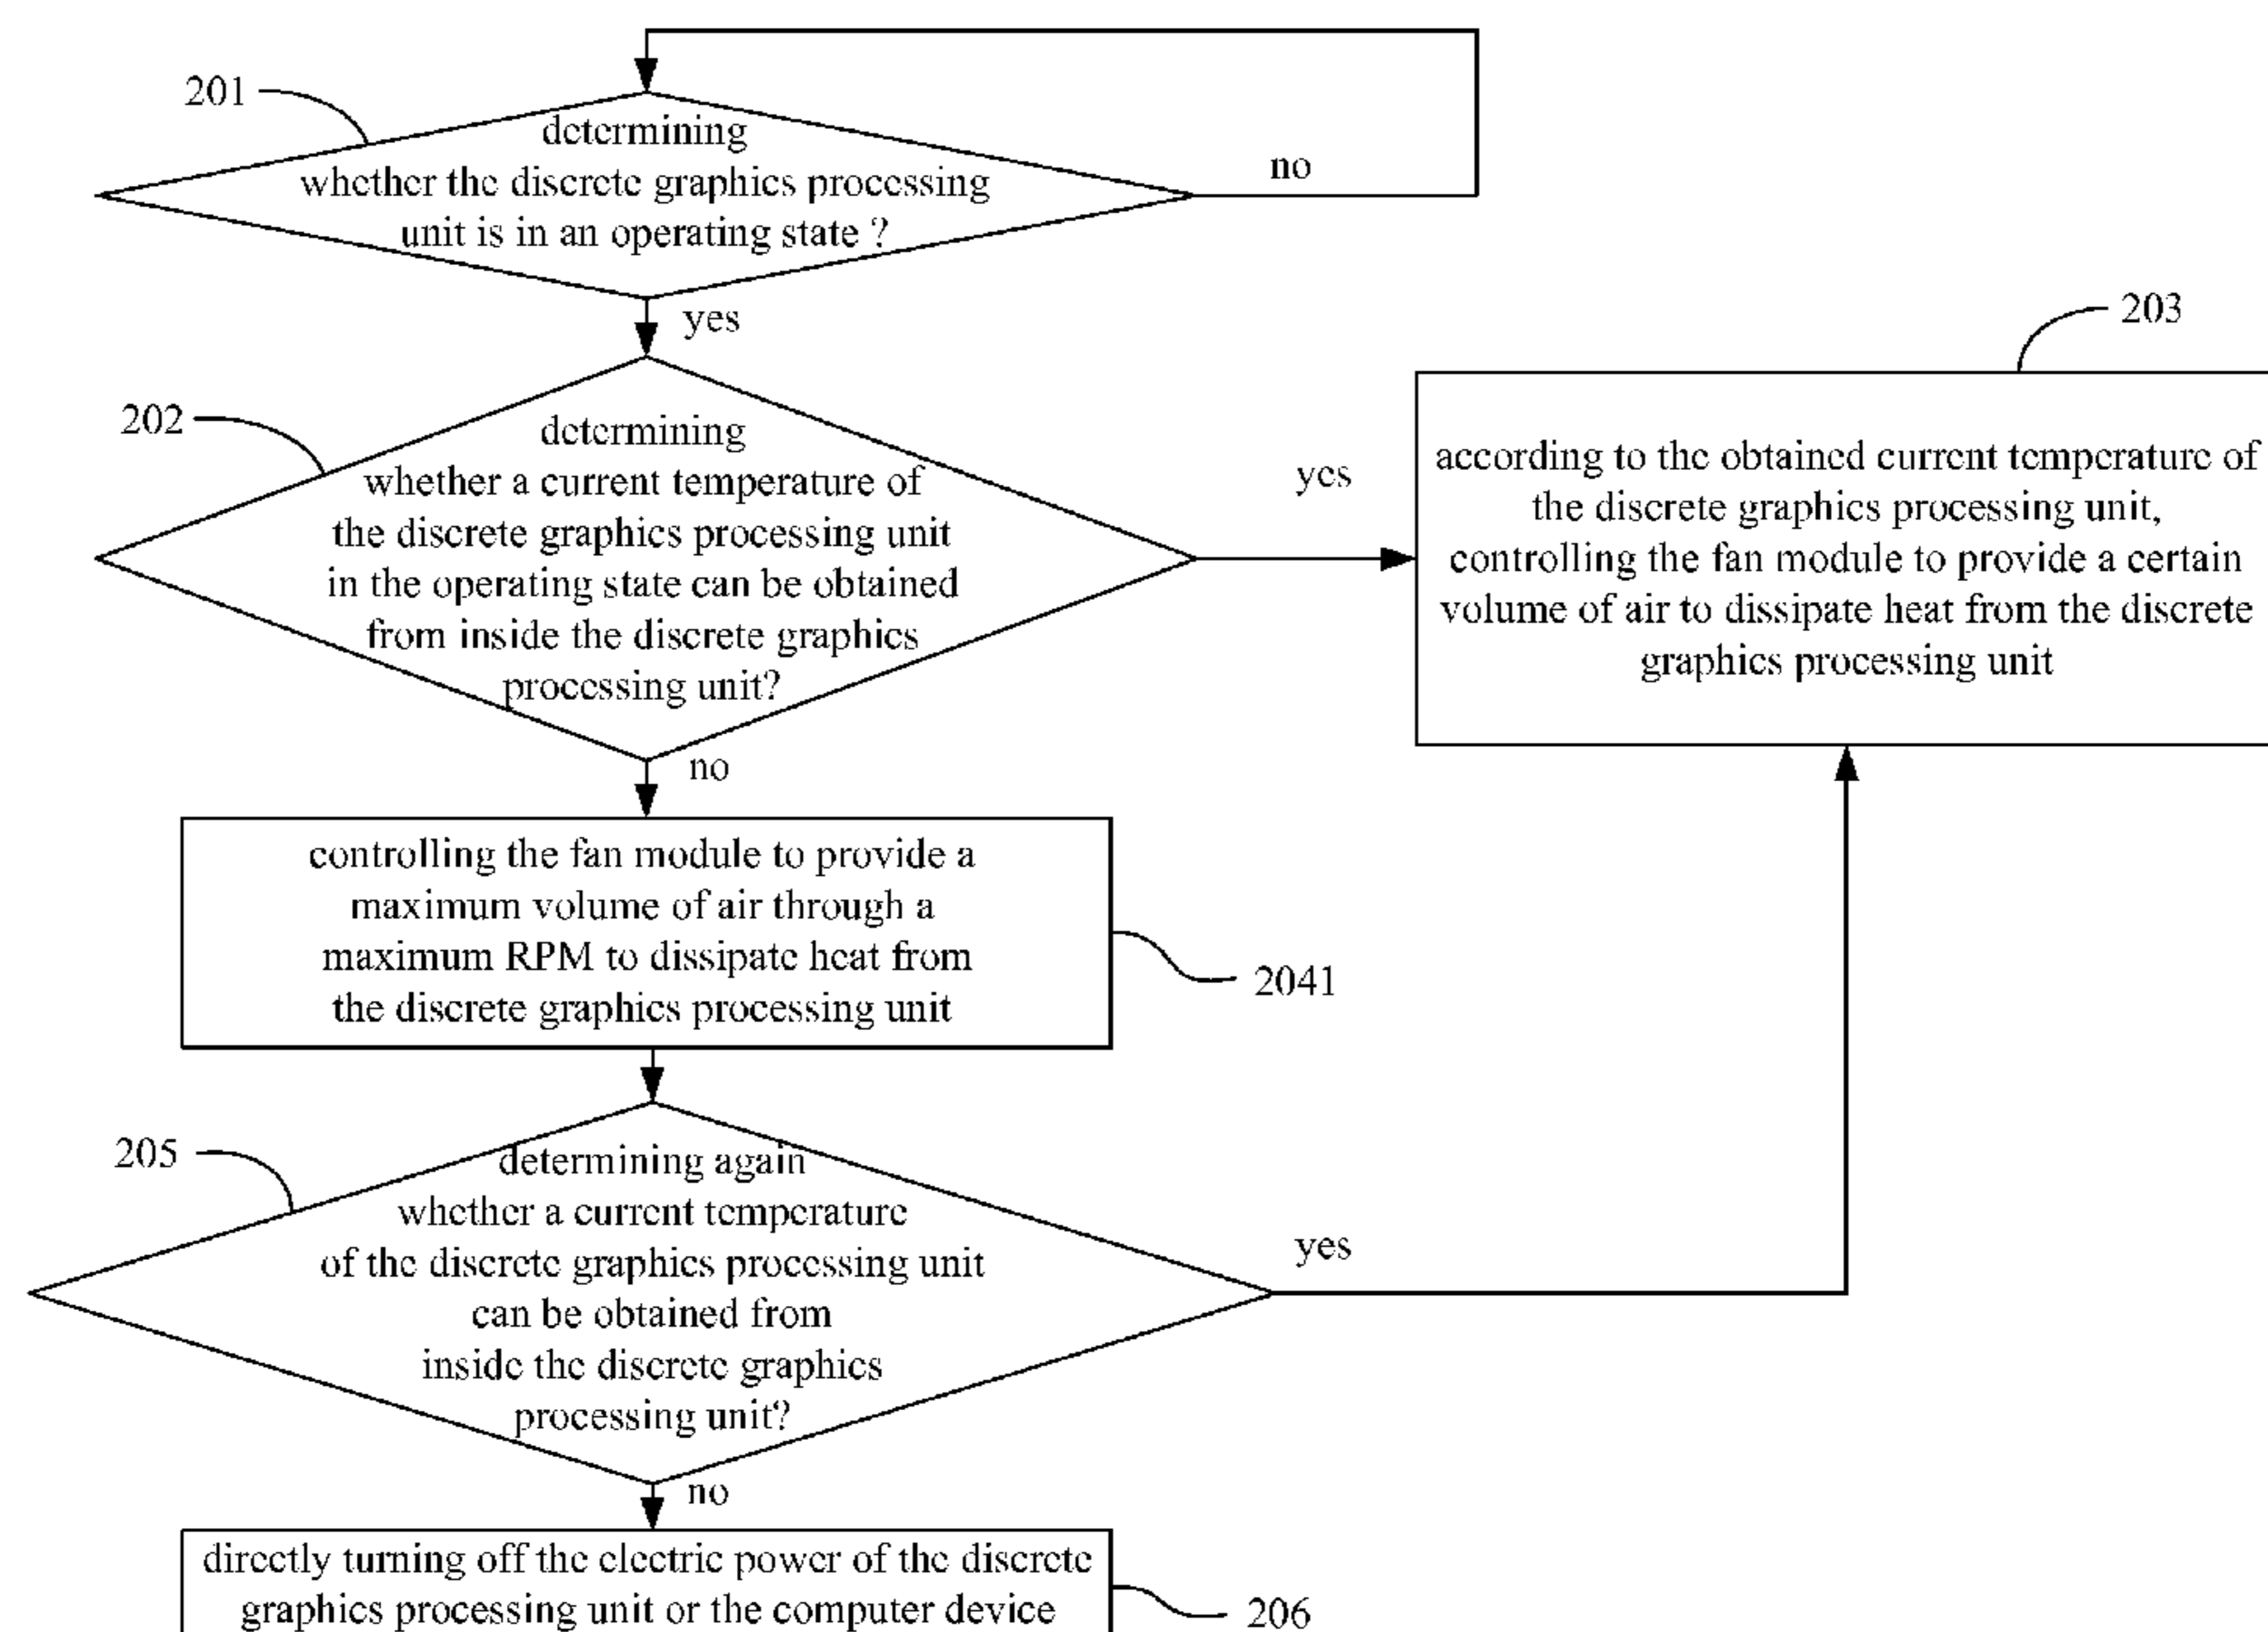 201
determining
whether the discrete graphics processing
unit is in an operating state ?
no
yes
203
202
determining
whether a current temperature of
the discrete graphics processing unit
in the operating state can be obtained
from inside the discrete graphics
processing unit?
yes
according to the obtained current temperature of
the discrete graphics processing unit,
controlling the fan module to provide a certain
volume of air to dissipate heat from the discrete
graphics processing unit
no
controlling the fan module to provide a
maximum volume of air through a
maximum RPM to dissipate heat from
the discrete graphics processing unit
2041
205
determining again
whether a current temperature
of the discrete graphics processing unit
can be obtained from
inside the discrete graphics
processing unit?
yes
no
directly turning off the electric power of the discrete
graphics processing unit or the computer device
206